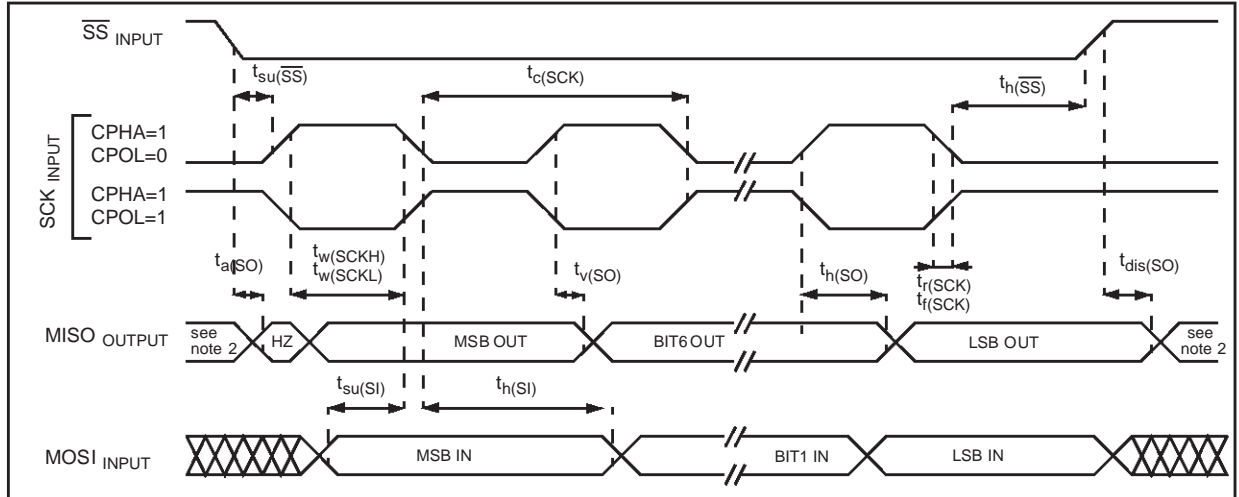 SS INPUT
tsu(SS)
tc(SCK)
th(SS)
SCK INPUT
CPHA=1
CPOL=0
CPHA=1
CPOL=1
ta(SO)
tw(SCKH)
tw(SCKL)
tv(SO)
th(SO)
tr(SCK)
tf(SCK)
tdis(SO)
MISO OUTPUT
see
note 2
HZ
MSB OUT
BIT6 OUT
LSB OUT
see
note 2
tsu(SI)
th(SI)
MOSI INPUT
MSB IN
BIT1 IN
LSB IN